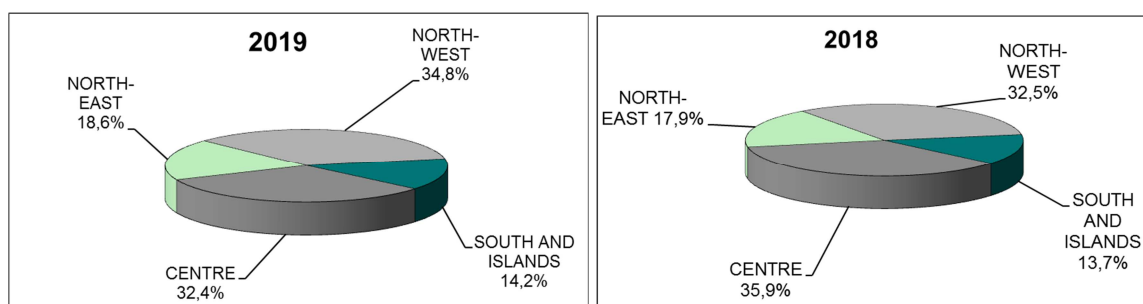 2019
NORTH-
WEST
34,8%
NORTH-
EAST
18,6%
SOUTH AND
ISLANDS
14,2%
CENTRE
32,4%
2018
NORTH-
WEST
32,5%
NORTH-
EAST 17,9%
SOUTH
AND
ISLANDS
13,7%
CENTRE
35,9%